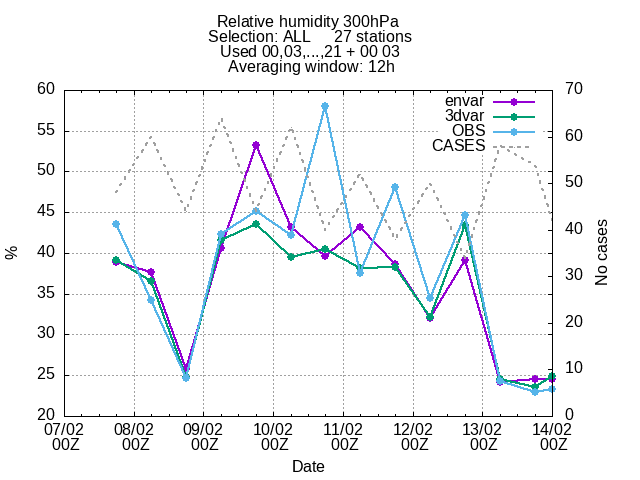 Relative humidity 300hPa
Selection: ALL 27 stations
Used 00,03,...,21 + 00 03
Averaging window: 12h
envar
3dvar
OBS
CASES
60
55
50
45
40
35
30
25
20
70
60
50
40
30
20
10
0
%
No cases
07/02 08/02 09/02 10/02 11/02 12/02 13/02 14/02
00Z 00Z 00Z 00Z 00Z 00Z 00Z 00Z
Date